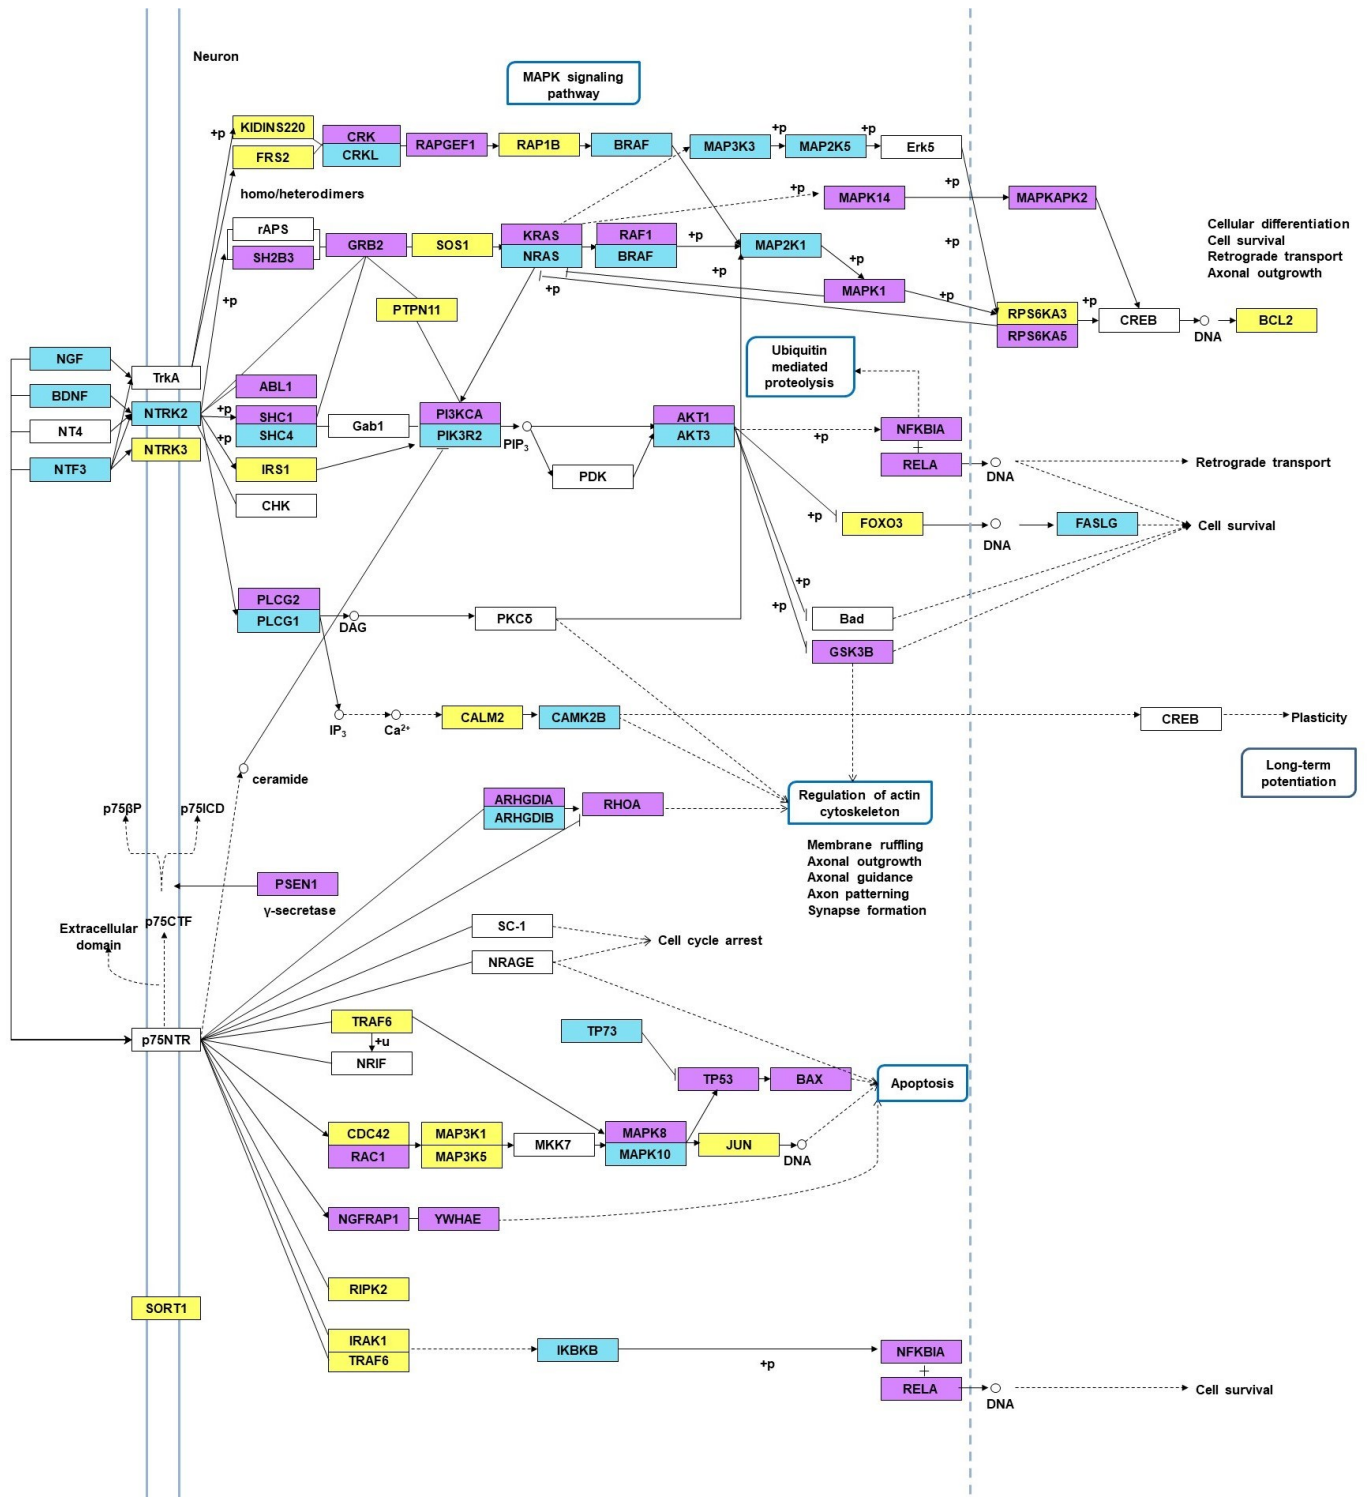 Neuron
MAPK signaling
pathway
KIDINS220
+p
FRS2
CRK
CRKL
RAPGEF1
RAP1B
BRAF
MAP3K3
+p
MAP2K5
+p
Erk5
homo/heterodimers
rAPS
SH2B3
+p
GRB2
SOS1
KRAS
NRAS
RAF1
BRAF
+p
MAP2K1
+p
MAPK14
+p
MAPKAPK2
+p
+p
+p
+p
MAPK1
+p
PTPN11
RPS6KA3
RPS6KA5
+p
CREB
DNA
BCL2
Cellular differentiation
Cell survival
Retrograde transport
Axonal outgrowth
NGF
BDNF
NT4
NTF3
TrkA
NTRK2
NTRK3
ABL1
+p
SHC1
SHC4
+p
IRS1
CHK
Gab1
PI3KCA
PIK3R2
PIP3
PDK
AKT1
AKT3
Ubiquitin
mediated
proteolysis
+p
NFKBIA
+
RELA
DNA
Retrograde transport
+p
FOXO3
DNA
FASLG
Cell survival
PLCG2
PLCG1
DAG
PKCδ
+p
+p
Bad
GSK3B
IP3
Ca2+
CALM2
CAMK2B
CREB
Plasticity
Long-term
potentiation
ceramide
p75βP
p75ICD
ARHGDIA
ARHGDIB
RHOA
Regulation of actin
cytoskeleton
Membrane ruffling
Axonal outgrowth
Axonal guidance
Axon patterning
Synapse formation
PSEN1
γ-secretase
Extracellular
domain
p75CTF
SC-1
NRAGE
Cell cycle arrest
p75NTR
TRAF6
+u
NRIF
TP73
TP53
BAX
Apoptosis
CDC42
RAC1
MAP3K1
MAP3K5
MKK7
MAPK8
MAPK10
JUN
DNA
NGFRAP1
YWHAE
RIPK2
SORT1
IRAK1
TRAF6
IKBKB
+p
NFKBIA
+
RELA
DNA
Cell survival